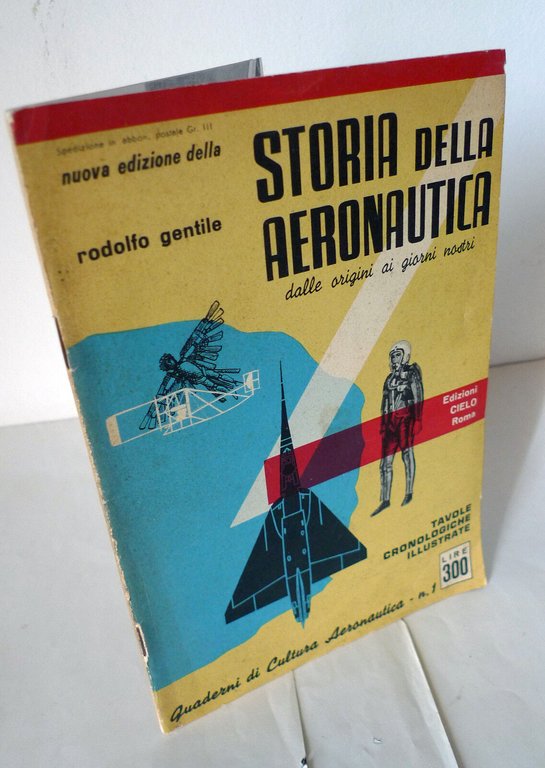 Spedizione in abbon. postale Gr. III
nuova edizione della
STORIA DELLA
AERONAUTICA
dalle origini ai giorni nostri
rodolfo gentile
Edizioni
CIELO
Roma
TAVOLE
CRONOLOGICHE
ILLUSTRATE
LIRE
300
Quaderni di Cultura Aeronautica - n. 1